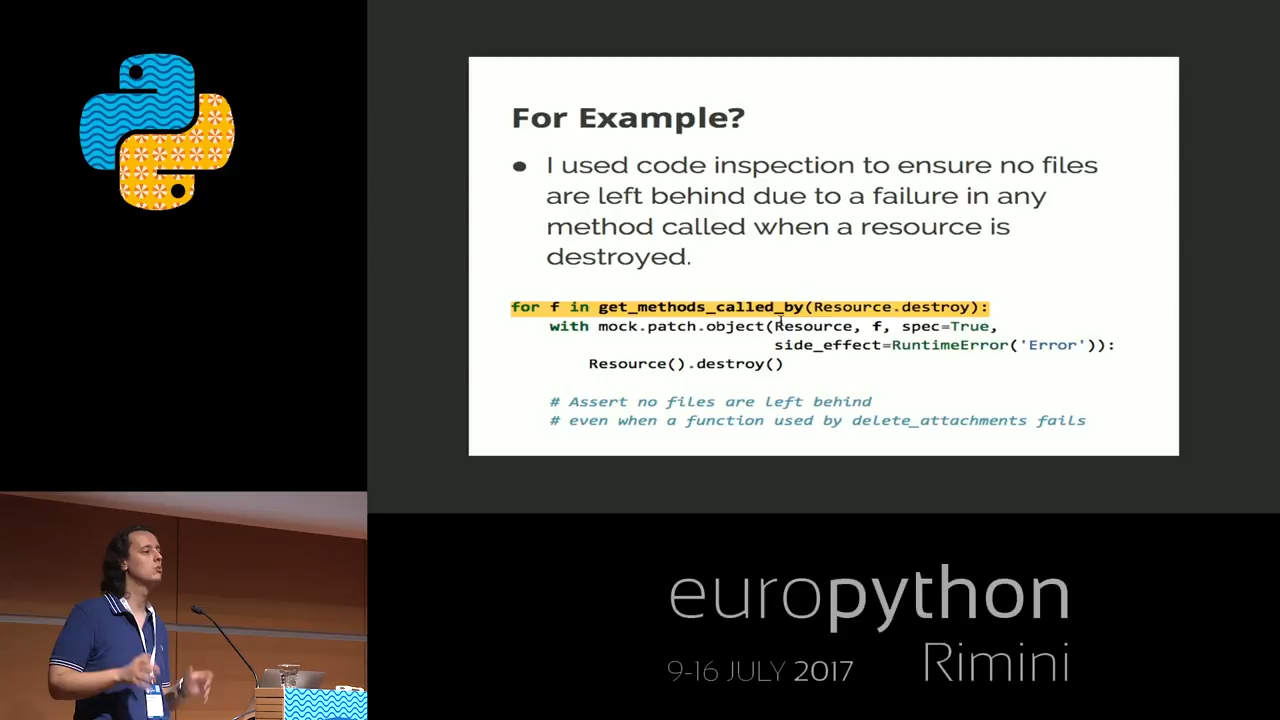 For Example?
● I used code inspection to ensure no files
are left behind due to a failure in any
method called when a resource is
destroyed.
for f in get_methods_called_by(Resource.destroy):
with mock.patch.object(Resource, f, spec=True,
side_effect=RuntimeError('Error')):
Resource().destroy()
# Assert no files are left behind
# even when a function used by delete_attachments fails
europython
9-16 JULY 2017 Rimini